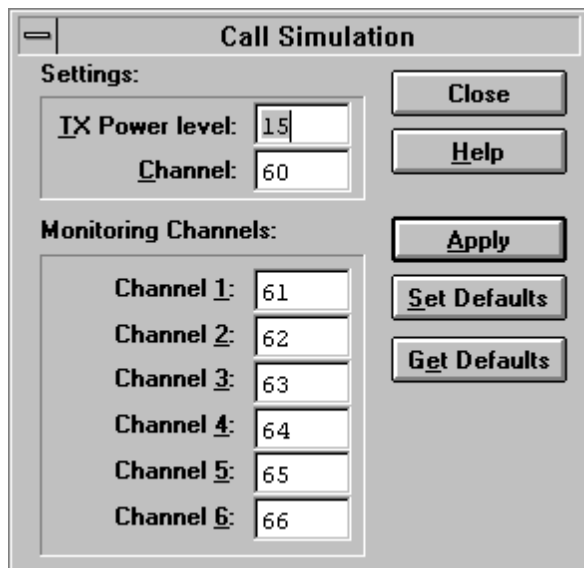 Call Simulation
Settings:
Close
TX Power level: 15
Help
Channel: 60
Monitoring Channels:
Apply
Channel 1: 61
Set Defaults
Channel 2: 62
Get Defaults
Channel 3: 63
Channel 4: 64
Channel 5: 65
Channel 6: 66